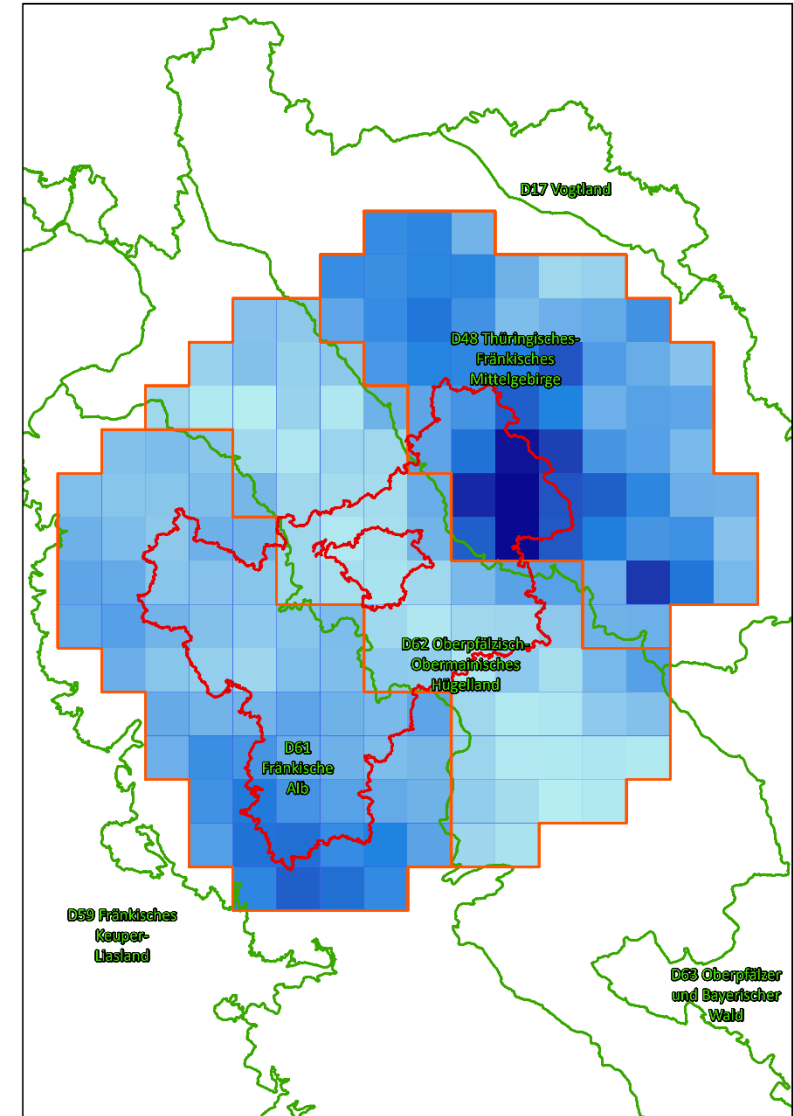 D17 Vogtland
D48 Thüringisches-
Fränkisches
Mittelgebirge
D62 Oberpfälzisch-
Obermainisches
Hügelland
D61
Fränkische
Alb
D59 Fränkisches
Keuper-
Liasland
D63 Oberpfälzer
und Bayerischer
Wald